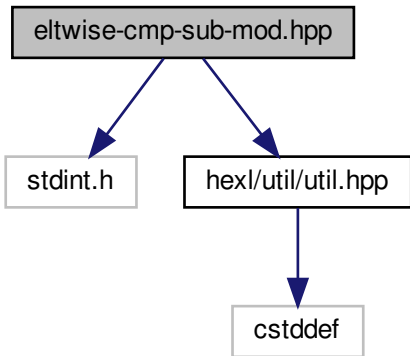 eltwise-cmp-sub-mod.hpp
stdint.h
hexl/util/util.hpp
cstddef